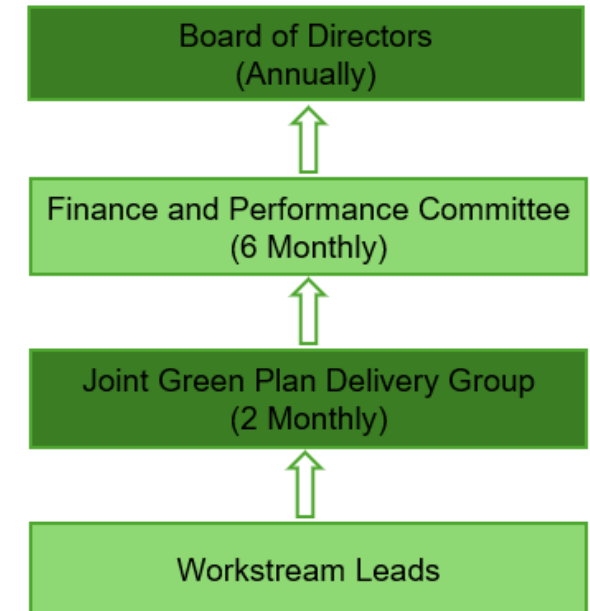 Board of Directors
(Annually)
Finance and Performance Committee
(6 Monthly)
Joint Green Plan Delivery Group
(2 Monthly)
Workstream Leads